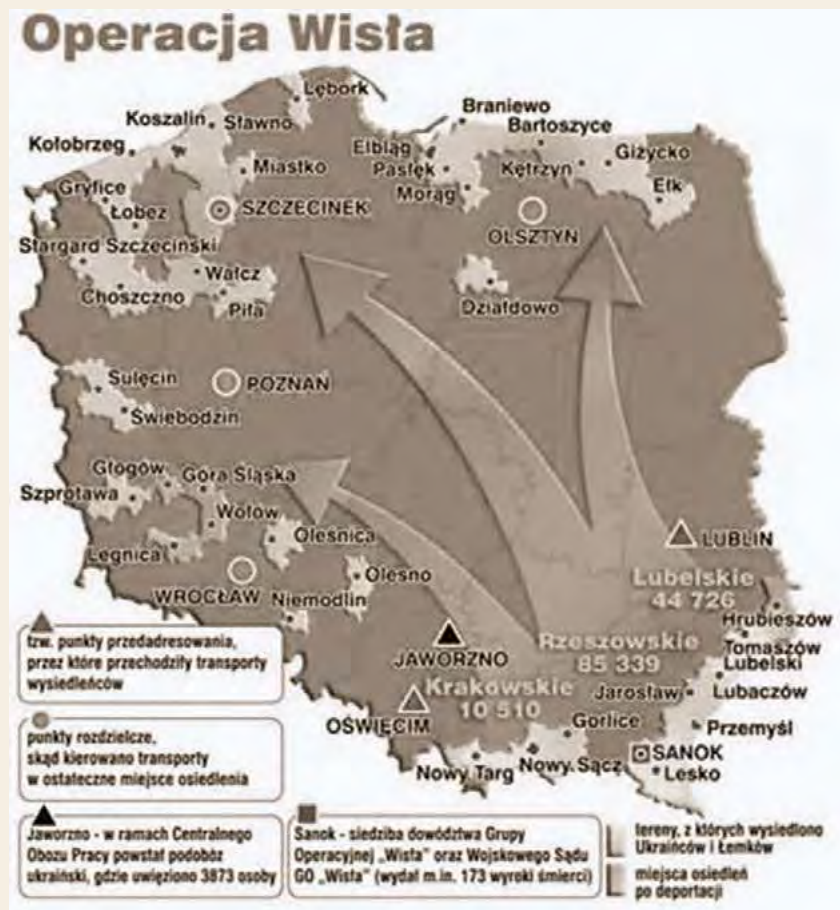 Operacja Wisła
Lębork
Koszalin
Sławno
Kołobrzeg
Miastko
Gryfice
Łobez
SZCZECINEK
Stargard Szczeciński
Wałcz
Choszczno
Piła
Braniewo
Bartoszyce
Elbląg
Pasłęk
Kętrzyn
Giżycko
Morąg
Ełk
OLSZTYN
Działdowo
Sulęcin
POZNAŃ
Świebodzin
Głogów
Góra Śląska
Szprotawa
Wołów
Legnica
Oleśnica
Olesno
WROCŁAW
Niemodlin
LUBLIN
Lubelskie
44 726
Hrubieszów
Tomaszów
Lubelski
Rzeszowskie
85 339
JAWORZNO
Krakowskie
10 510
OŚWIĘCIM
Jarosław
Lubaczów
Gorlice
Przemyśl
Nowy Targ
Nowy Sącz
SANOK
Lesko
tzw. punkty przedadresowania,
przez które przechodziły transporty
wysiedleńców
punkty rozdzielcze,
skąd kierowano transporty
w ostateczne miejsce osiedlenia
Jaworzno - w ramach Centralnego
Obozu Pracy powstał podobóz
ukraiński, gdzie uwięziono 3873 osoby
Sanok - siedziba dowództwa Grupy
Operacyjnej „Wisła" oraz Wojskowego Sądu
GO „Wisła" (wydał m.in. 173 wyroki śmierci)
tereny, z których wysiedlono
Ukraińców i Łemków
miejsca osiedleń
po deportacji